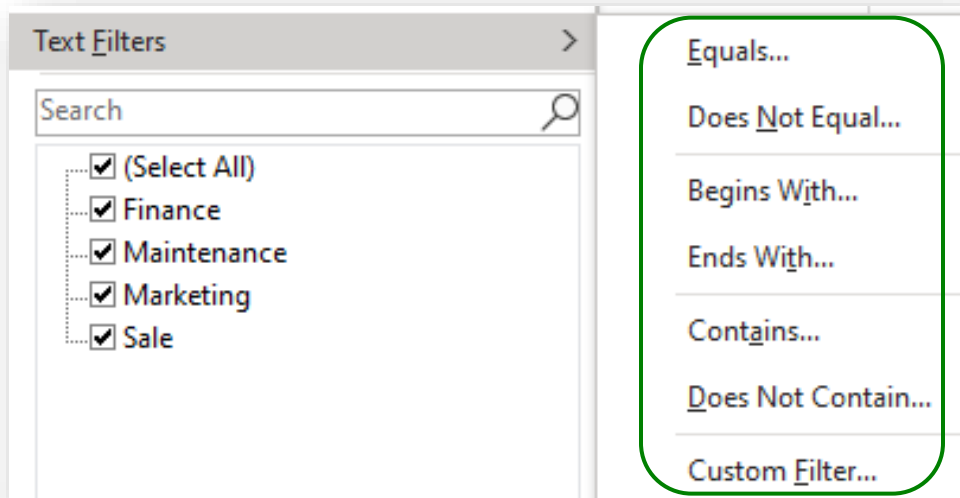 Text Filters
Search
(Select All)
Finance
Maintenance
Marketing
Sale
Equals...
Does Not Equal...
Begins With...
Ends With...
Contains...
Does Not Contain...
Custom Filter...